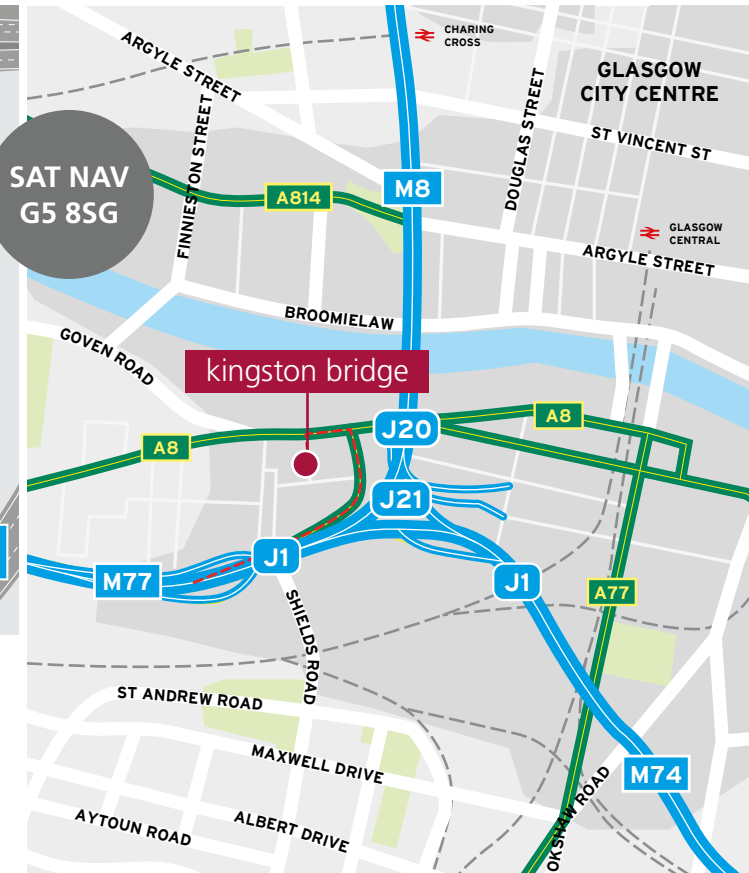 CHARING
CROSS
ARGYLE STREET
GLASGOW
CITY CENTRE
DOUGLAS STREET
FINNIESTON STREET
ST VINCENT ST
SAT NAV
G5 8SG
M8
A814
GLASGOW
CENTRAL
ARGYLE STREET
BROOMIELAW
GOVEN ROAD
kingston bridge
A8
J20
A8
J21
J1
M77
J1
A77
SHIELDS ROAD
ST ANDREW ROAD
MAXWELL DRIVE
M74
OKSHAW ROAD
AYTOUN ROAD
ALBERT DRIVE